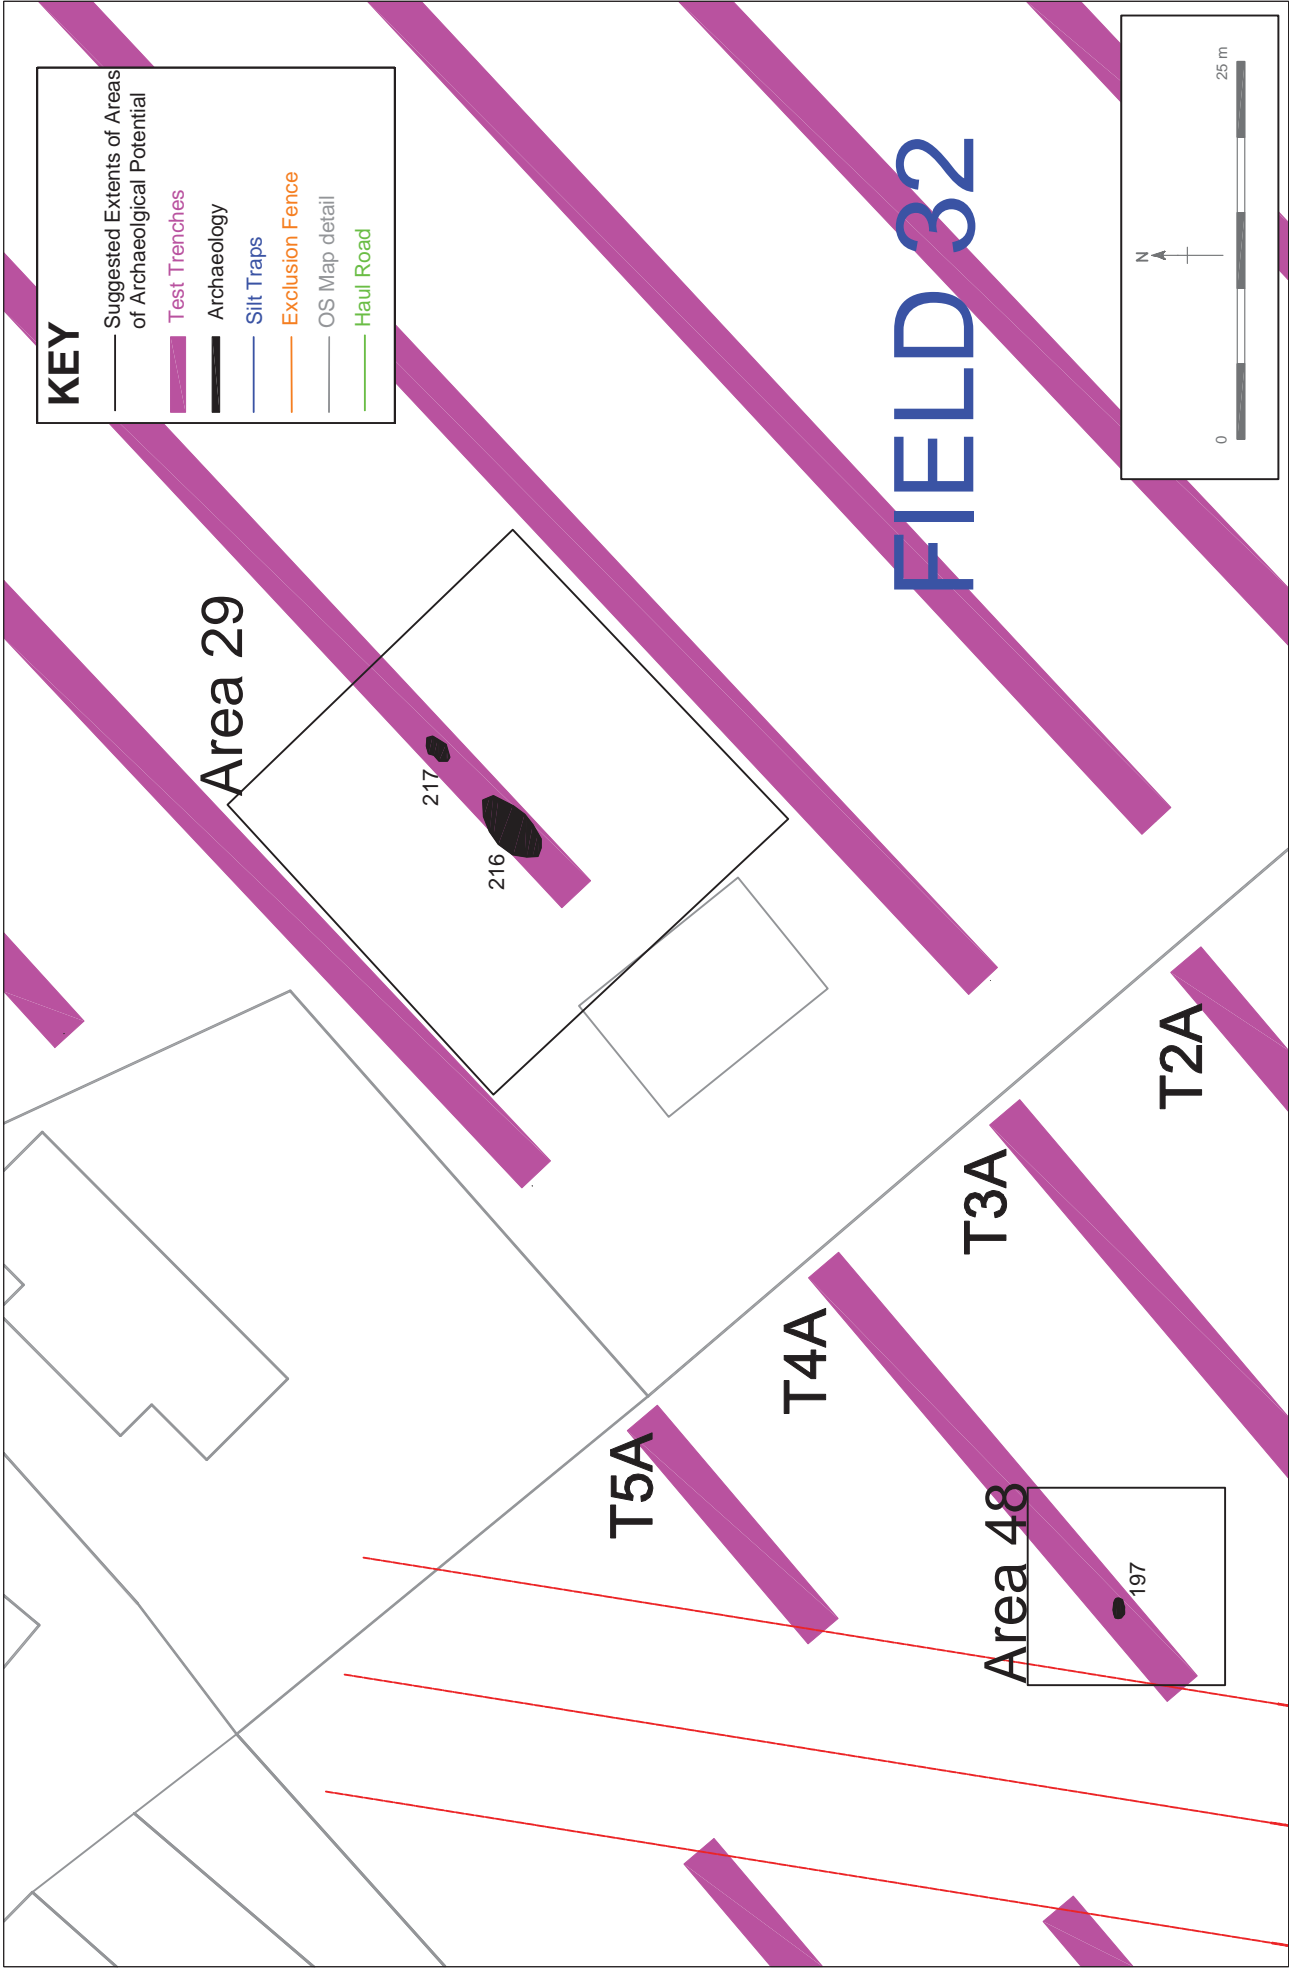 KEY
Suggested Extents of Areas
of Archaeolgical Potential
Test Trenches
Archaeology
Silt Traps
Exclusion Fence
OS Map detail
Haul Road
Area 29
217
216
FIELD 32
N
0
25 m
T5A
T4A
T3A
T2A
Area 48
197